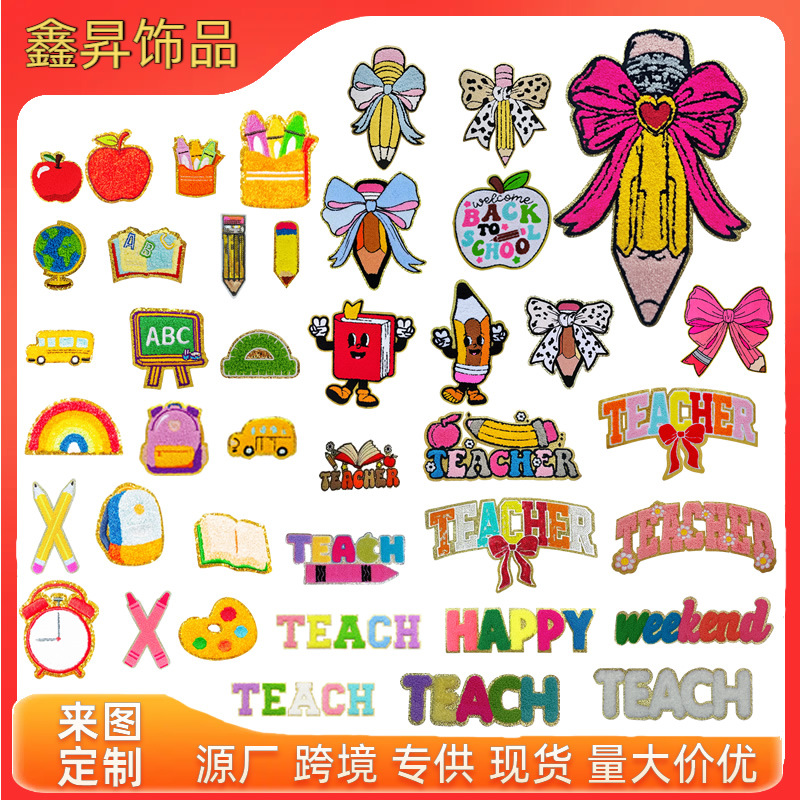 鑫昇饰品
welcome
BACK
TO
SCHOOL
A B C
ABC
TEACHER
TEACHER
TEACHER
TEACH
TEACHER
TEACHER
TEACH
HAPPY
weekend
TEACH
TEACH
TEACH
来图
定制
源厂 跨境 专供 现货 量大价优